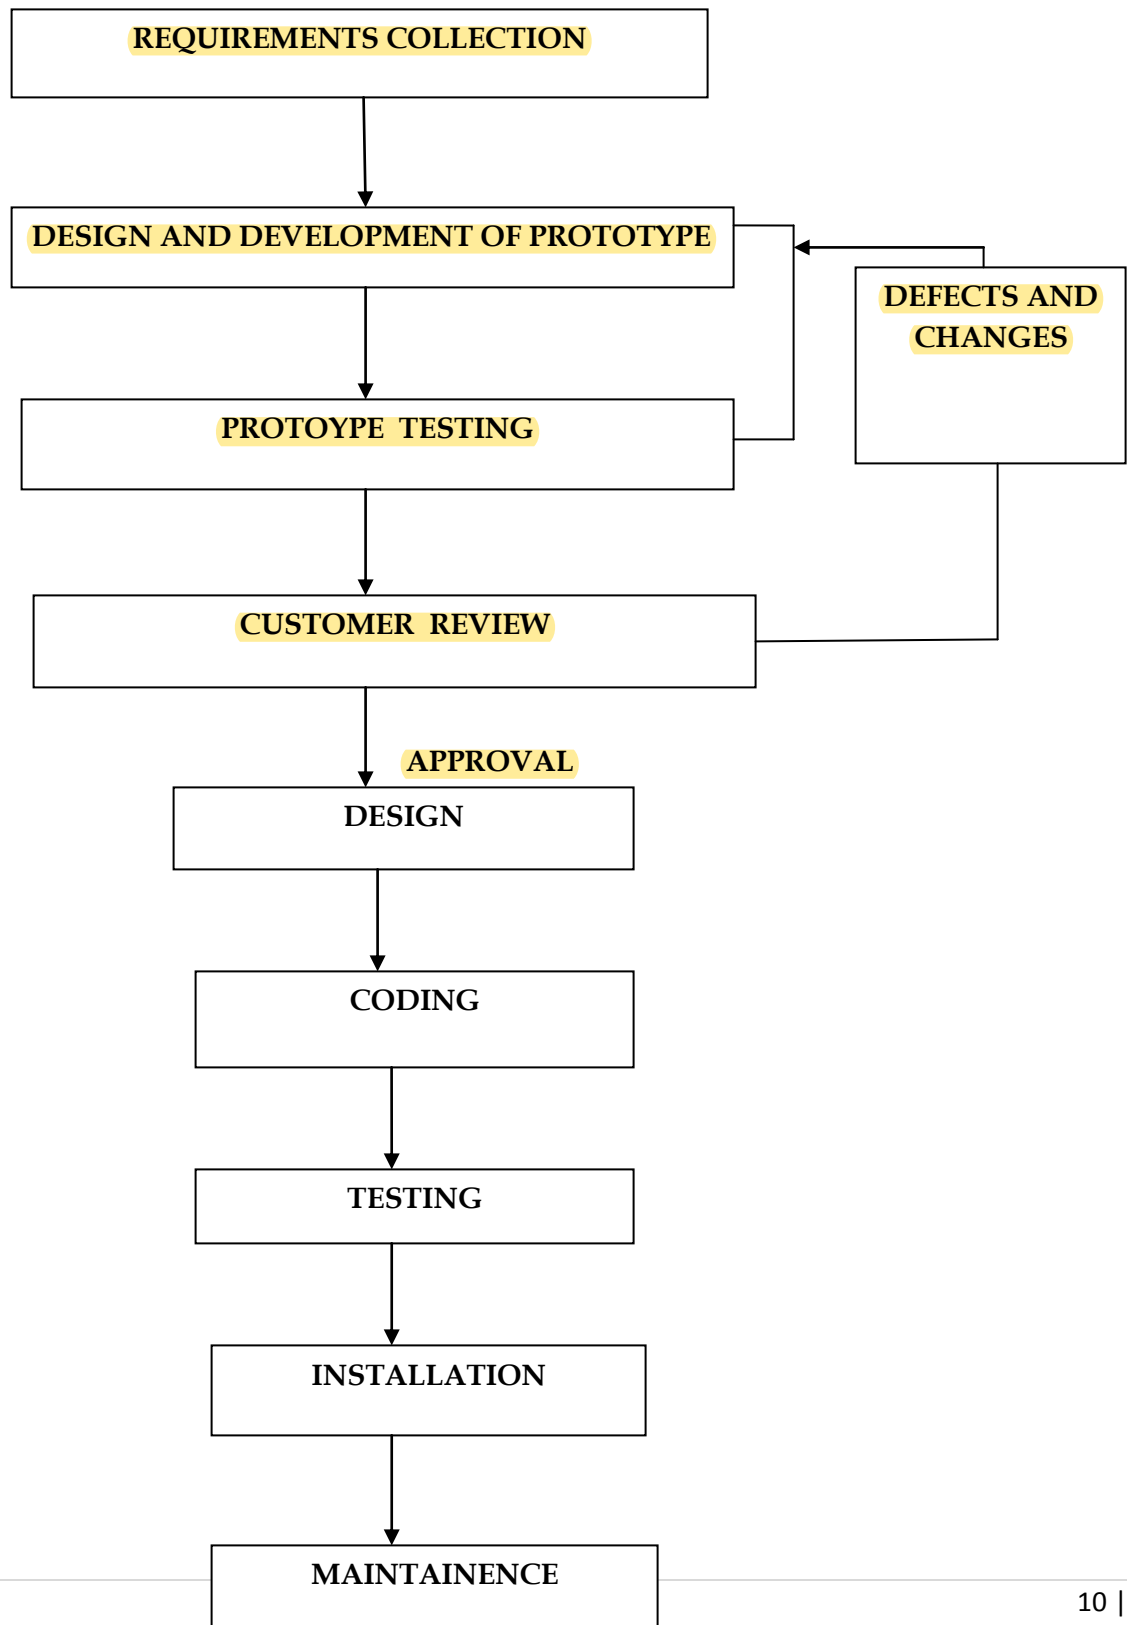 REQUIREMENTS COLLECTION
DESIGN AND DEVELOPMENT OF PROTOTYPE
DEFECTS AND
CHANGES
PROTOYPE TESTING
CUSTOMER REVIEW
APPROVAL
DESIGN
CODING
TESTING
INSTALLATION
MAINTAINENCE
10 |